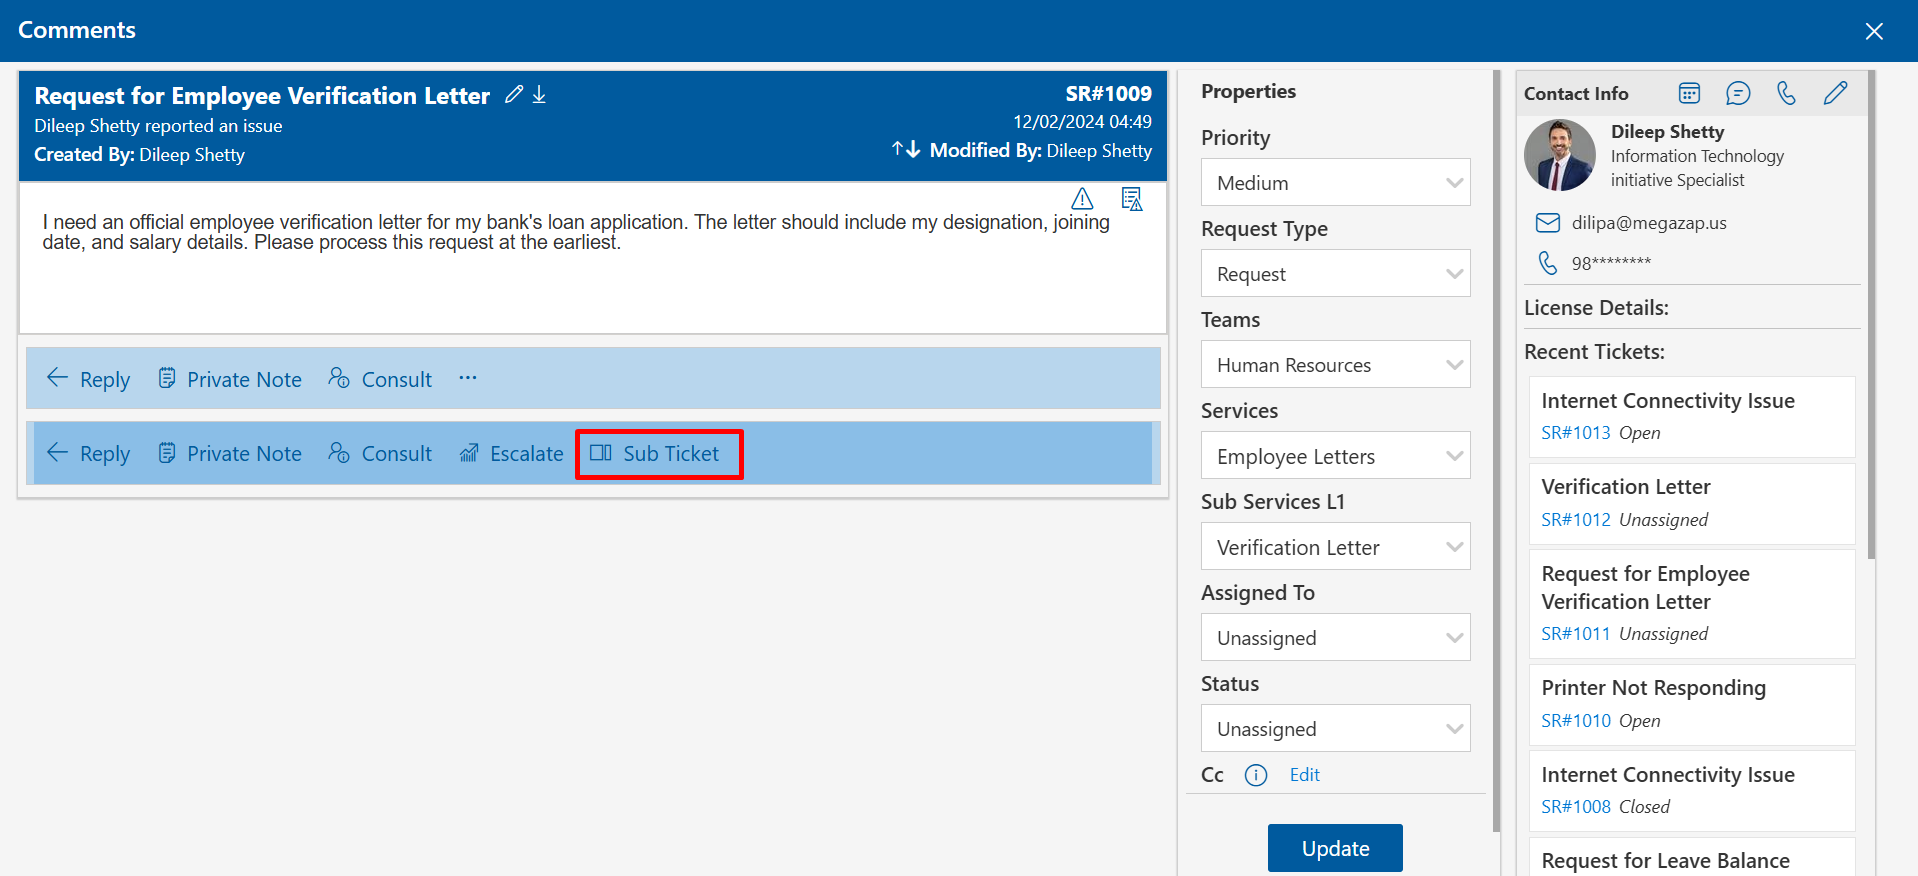 Comments
Request for Employee Verification Letter
SR#1009
Dileep Shetty reported an issue
12/02/2024 04:49
Created By: Dileep Shetty
Modified By: Dileep Shetty
I need an official employee verification letter for my bank's loan application. The letter should include my designation, joining
date, and salary details. Please process this request at the earliest.
Reply Private Note Consult ...
Reply Private Note Consult Escalate Sub Ticket
Properties
Priority
Medium
Request Type
Request
Teams
Human Resources
Services
Employee Letters
Sub Services L1
Verification Letter
Assigned To
Unassigned
Status
Unassigned
Cc Edit
Update
Contact Info
Dileep Shetty
Information Technology
initiative Specialist
dilipa@megazap.us
98********
License Details:
Recent Tickets:
Internet Connectivity Issue
SR#1013 Open
Verification Letter
SR#1012 Unassigned
Request for Employee
Verification Letter
SR#1011 Unassigned
Printer Not Responding
SR#1010 Open
Internet Connectivity Issue
SR#1008 Closed
Request for Leave Balance